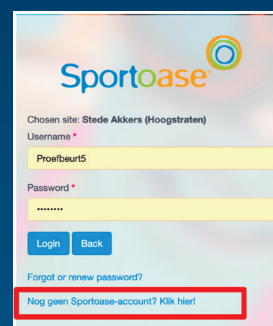 Sportoase
Chosen site: Stede Akkers (Hoogstraten)
Username *
Proefbeurt5
Password *
••••••••
Login Back
Forgot or renew password?
Nog geen Sportoase-account? Klik hier!